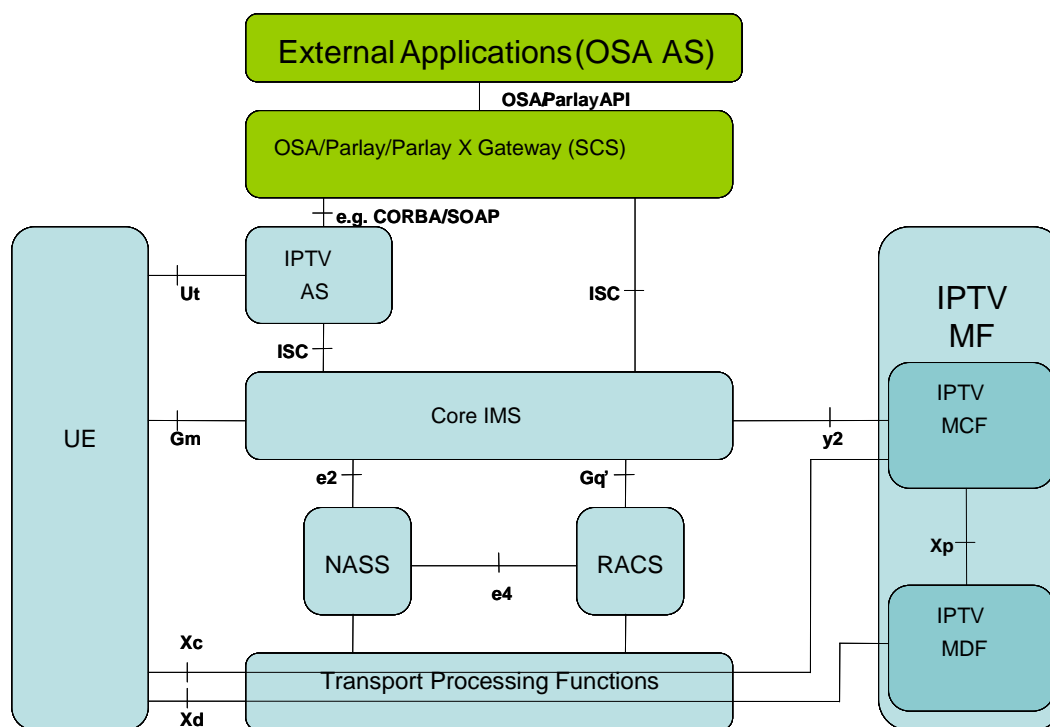 External Applications (OSA AS)
OSA/Parlay API
OSA/Parlay/Parlay X Gateway (SCS)
e.g. CORBA/SOAP
IPTV
AS
Ut
ISC
ISC
IPTV
MF
UE
Gm
Core IMS
y2
IPTV
MCF
e2
Gq'
NASS
RACS
e4
Xp
IPTV
MDF
Xc
Transport Processing Functions
Xd